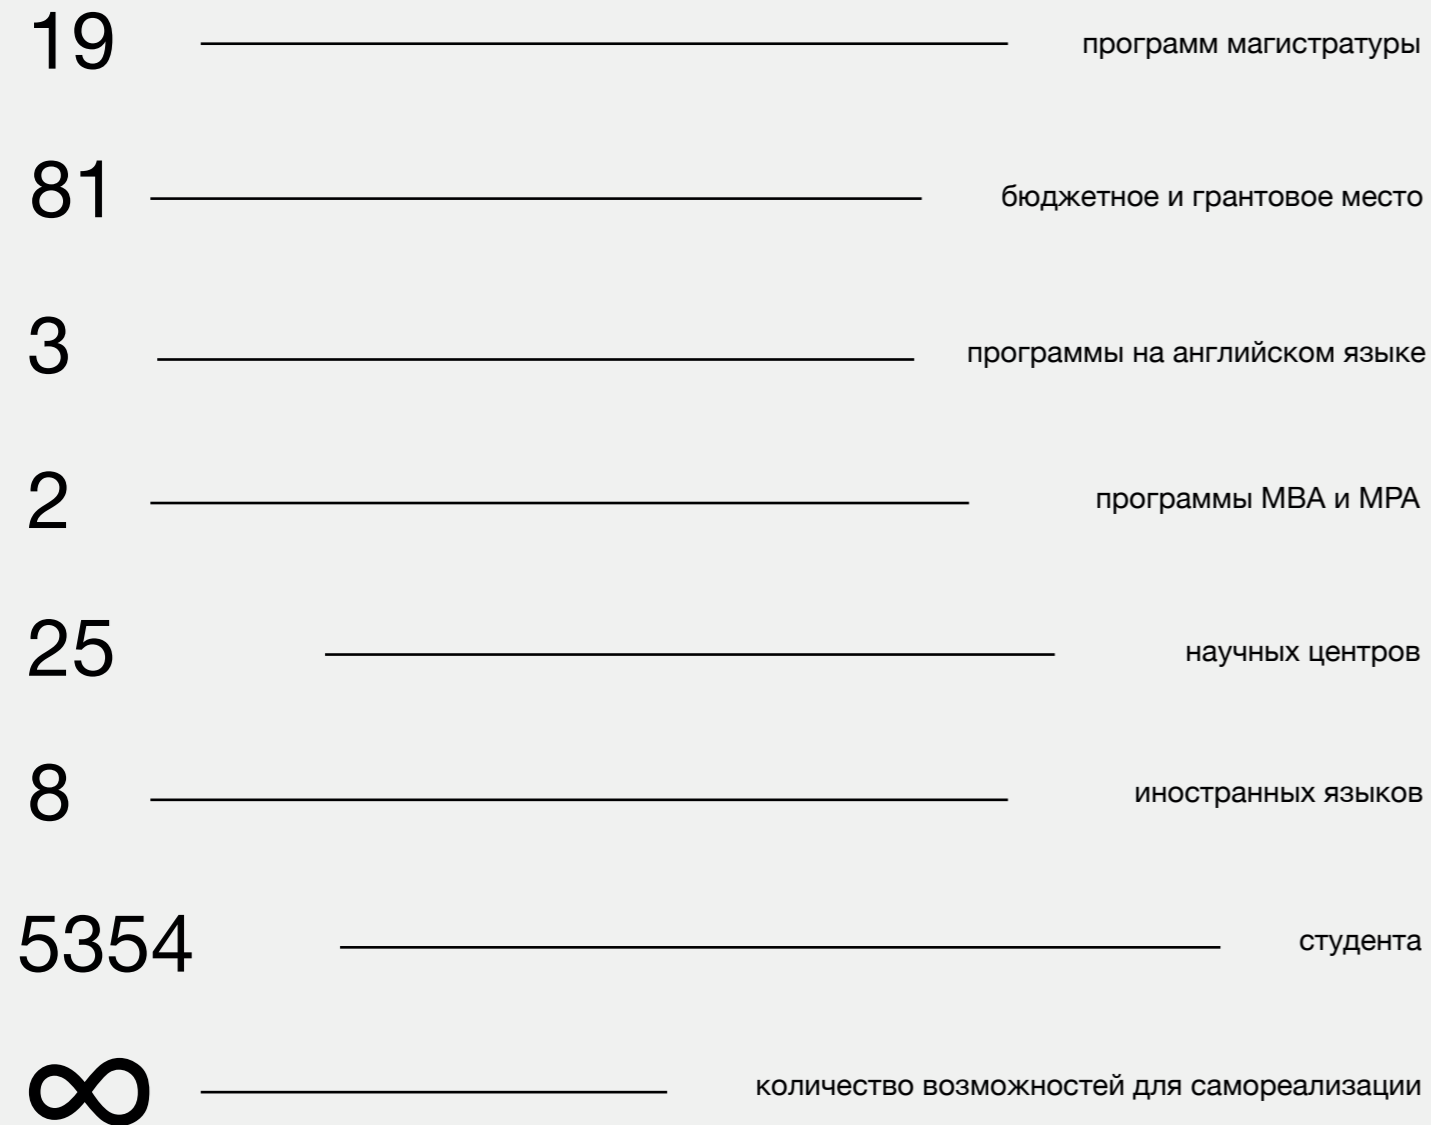 19 программ магистратуры
81 бюджетное и грантовое место
3 программы на английском языке
2 программы MBA и MPA
25 научных центров
8 иностранных языков
5354 студента
∞ количество возможностей для самореализации